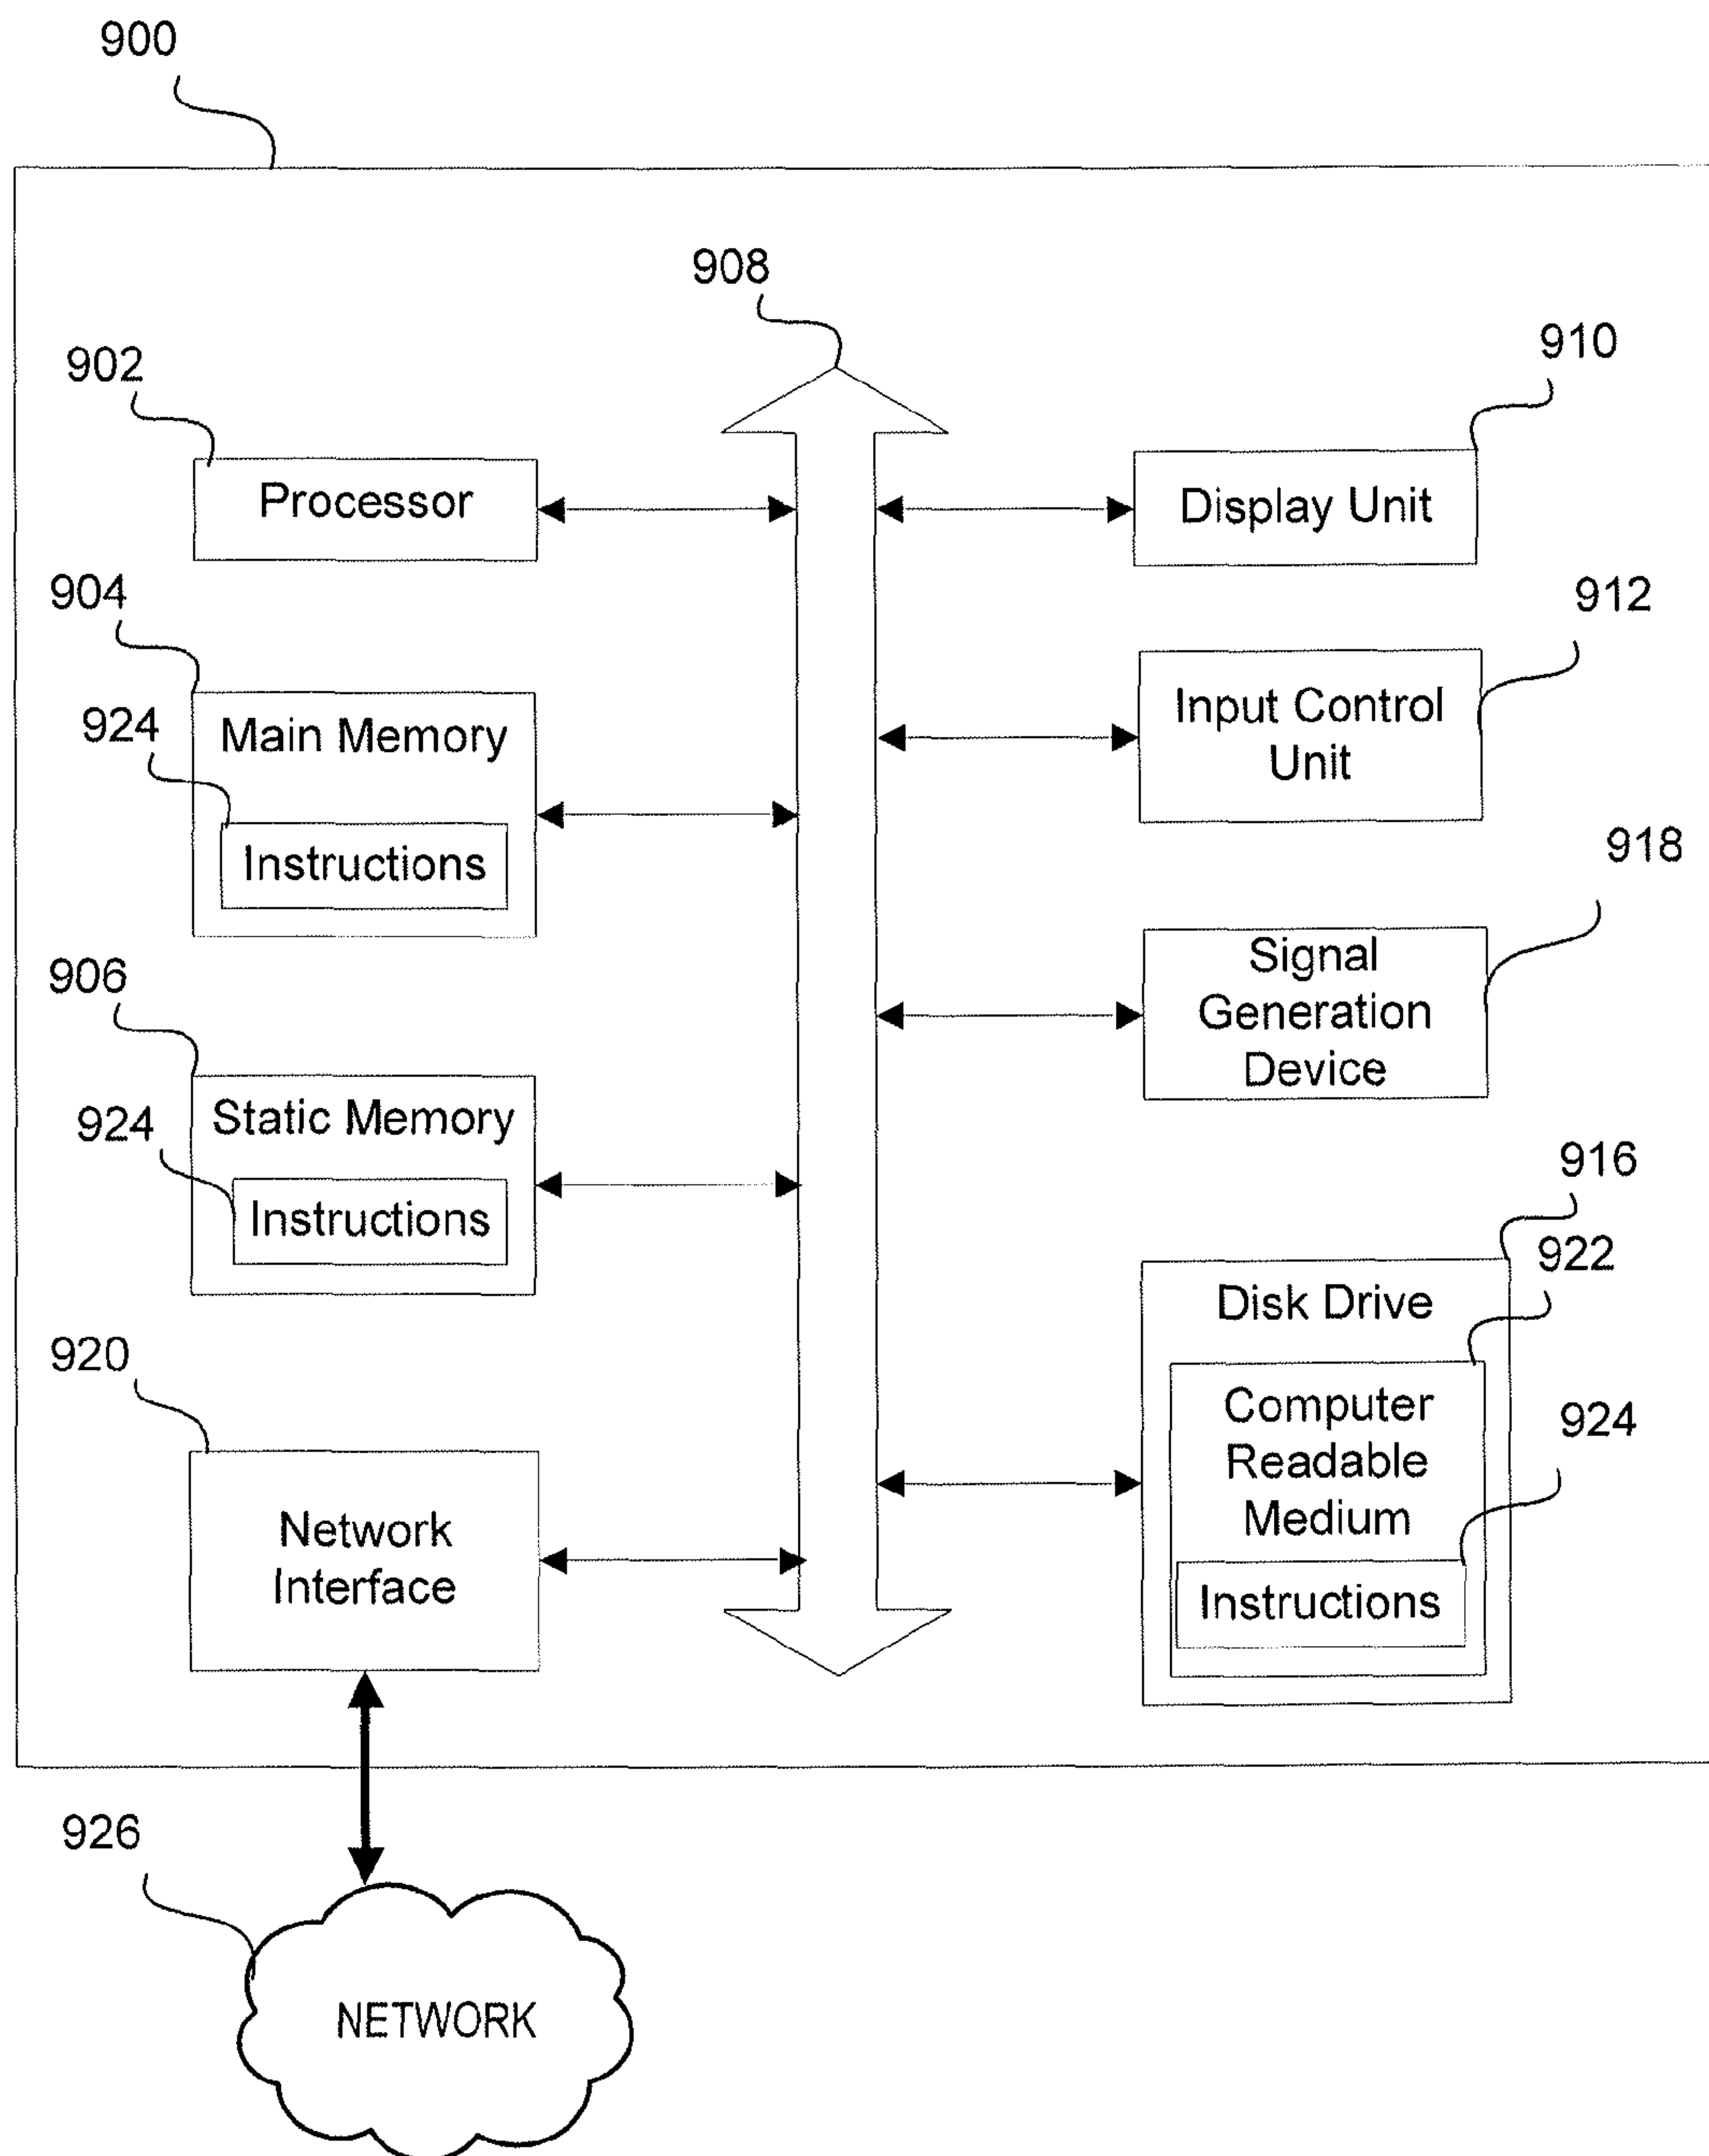 900
908
902
Processor
910
Display Unit
904
924
Main Memory
Instructions
912
Input Control
Unit
918
Signal
Generation
Device
906
924
Static Memory
Instructions
916
922
Disk Drive
Computer
Readable
Medium
924
Instructions
920
Network
Interface
926
NETWORK